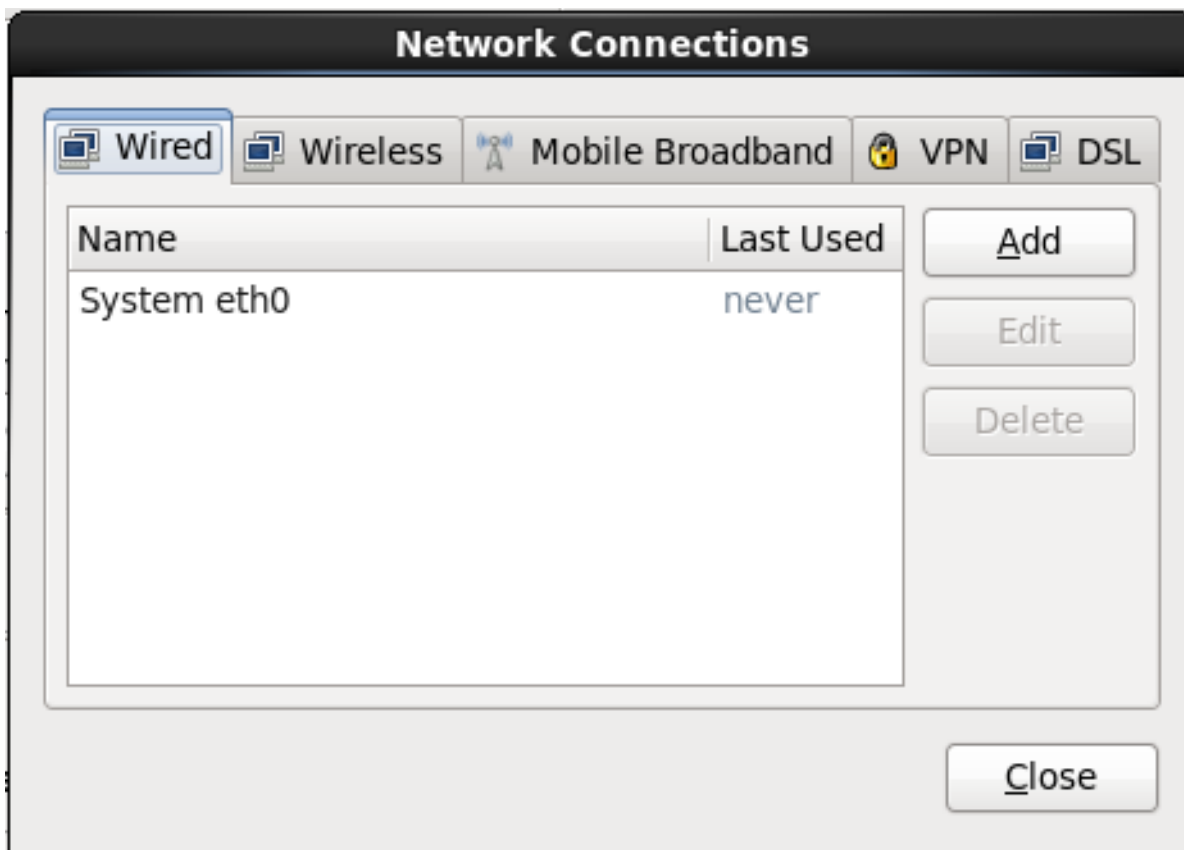 Network Connections
Wired Wireless Mobile Broadband VPN DSL
Name Last Used Add
System eth0 never
Edit
Delete
Close